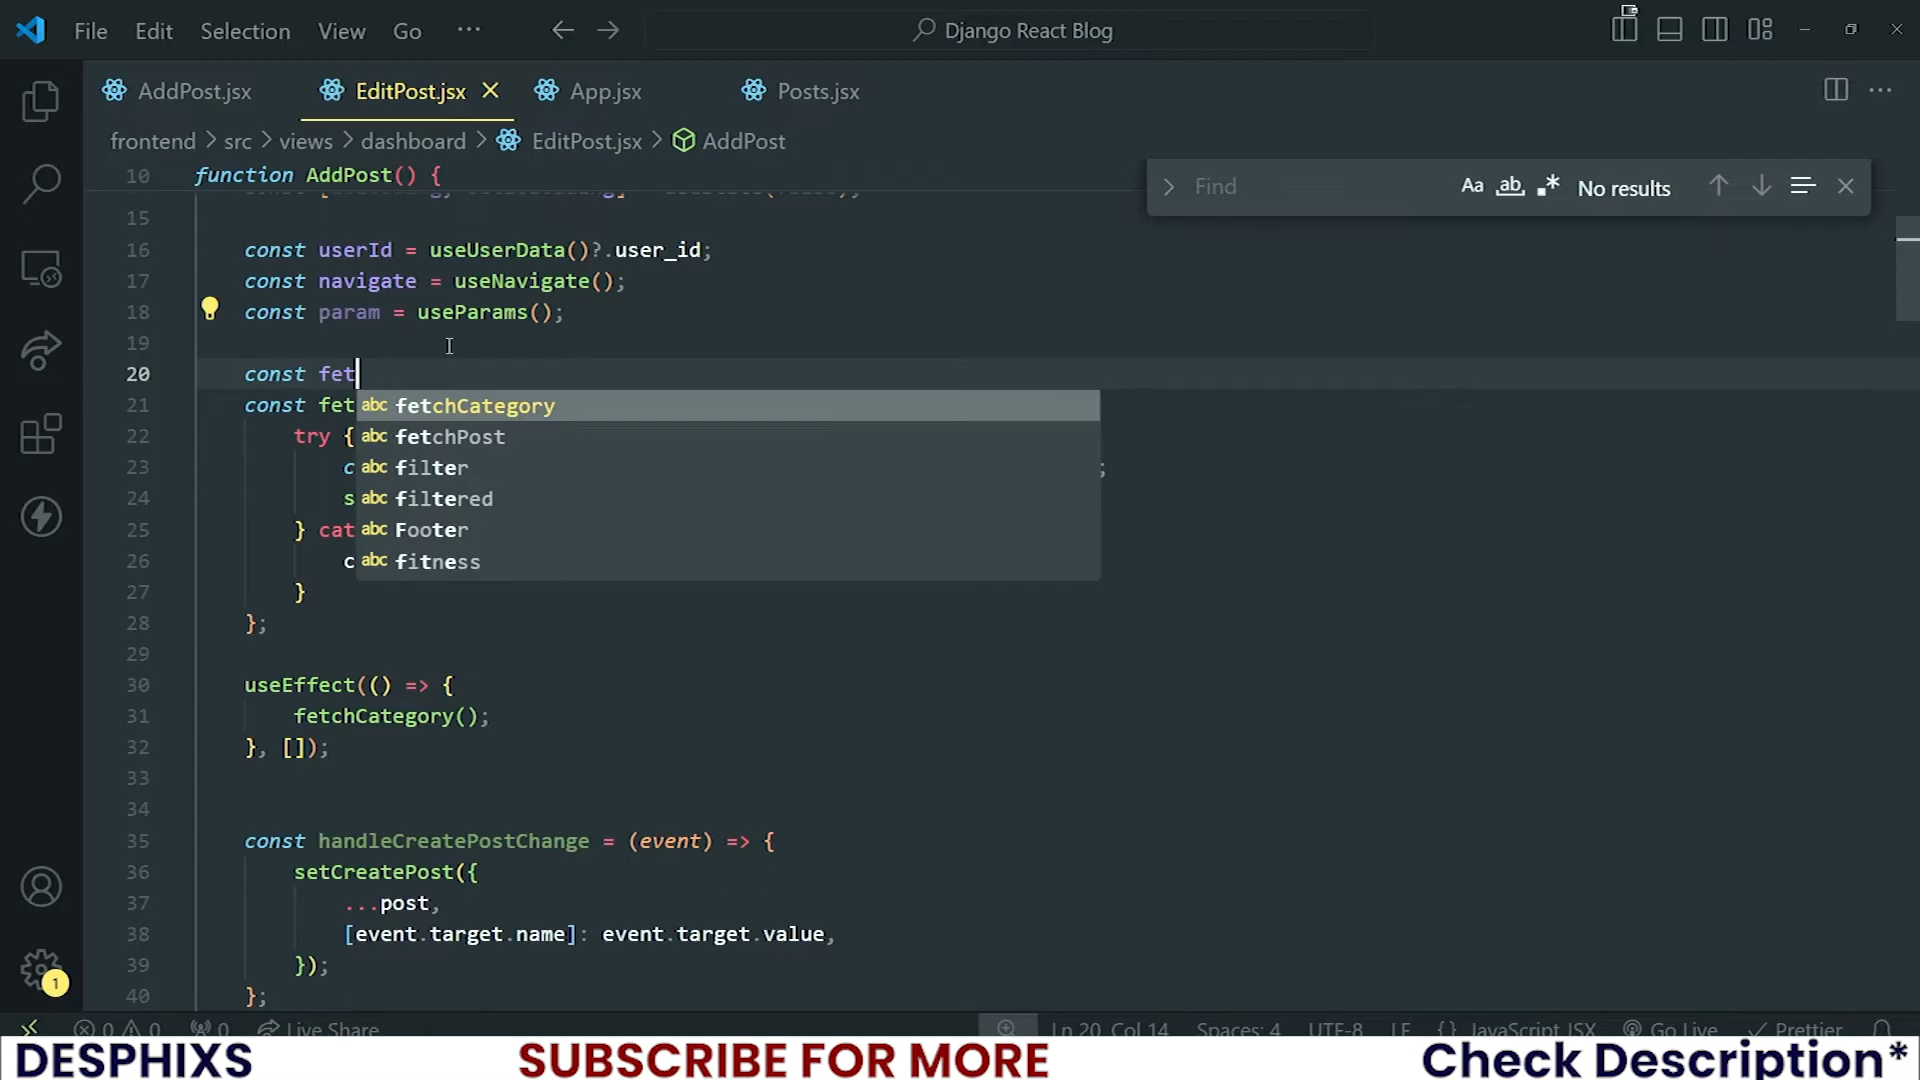 File Edit Selection View Go ··· Django React Blog
AddPost.jsx EditPost.jsx App.jsx Posts.jsx
frontend > src > views > dashboard > EditPost.jsx > AddPost
10 function AddPost() {
Find Aa ab No results
15
16 const userId = useUserData()?.user_id;
17 const navigate = useNavigate();
18 const param = useParams();
19
20 const fet
21 const fet abc fetchCategory
22 try { abc fetchPost
23 c abc filter ;
24 s abc filtered
25 } cat abc Footer
26 c abc fitness
27 }
28 };
29
30 useEffect(() => {
31 fetchCategory();
32 }, []);
33
34
35 const handleCreatePostChange = (event) => {
36 setCreatePost({
37 ...post,
38 [event.target.name]: event.target.value,
39 });
40 };
1
0 0 0 Live Share Ln 20, Col 14 Spaces: 4 UTF-8 LF {} JavaScript JSX Go Live Prettier
DESPHIXS SUBSCRIBE FOR MORE Check Description*